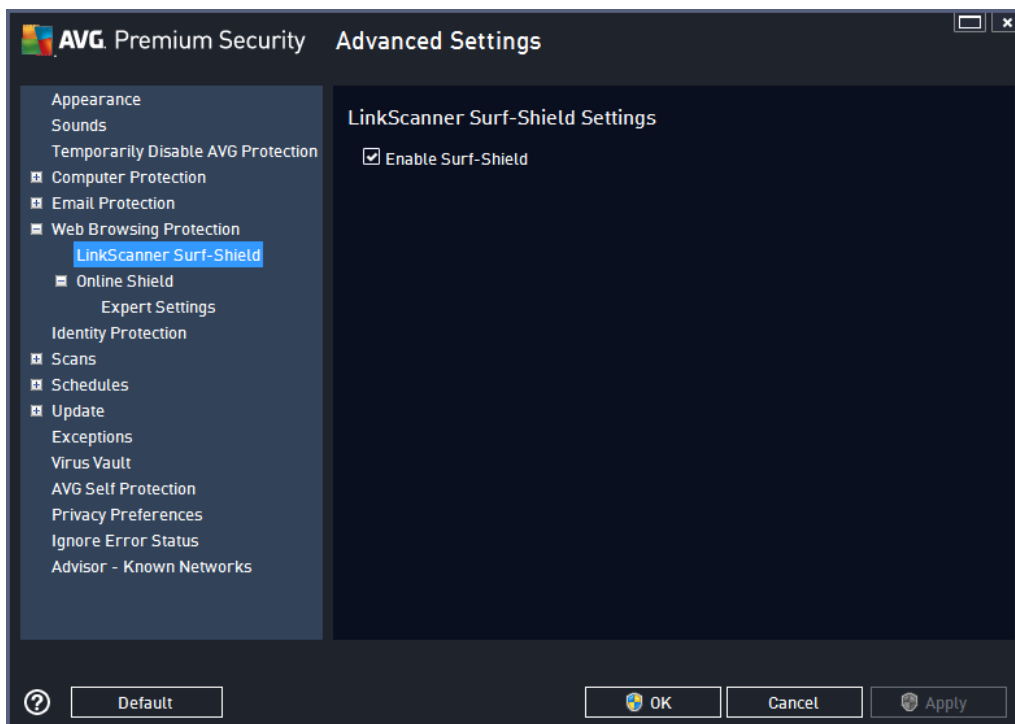 AVG. Premium Security
Advanced Settings
Appearance
Sounds
Temporarily Disable AVG Protection
Computer Protection
Email Protection
Web Browsing Protection
LinkScanner Surf-Shield
Online Shield
Expert Settings
Identity Protection
Scans
Schedules
Update
Exceptions
Virus Vault
AVG Self Protection
Privacy Preferences
Ignore Error Status
Advisor - Known Networks
LinkScanner Surf-Shield Settings
Enable Surf-Shield
Default
OK
Cancel
Apply